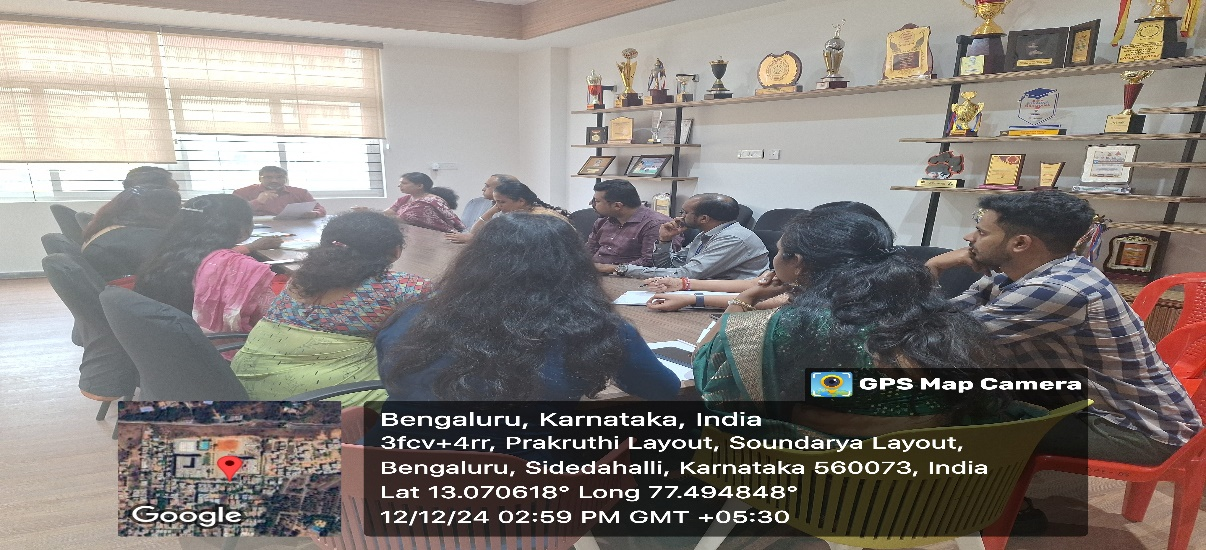 GPS Map Camera
Bengaluru, Karnataka, India
3fcv+4rr, Prakruthi Layout, Soundarya Layout,
Bengaluru, Sidedahalli, Karnataka 560073, India
Lat 13.070618° Long 77.494848°
12/12/24 02:59 PM GMT +05:30
Google